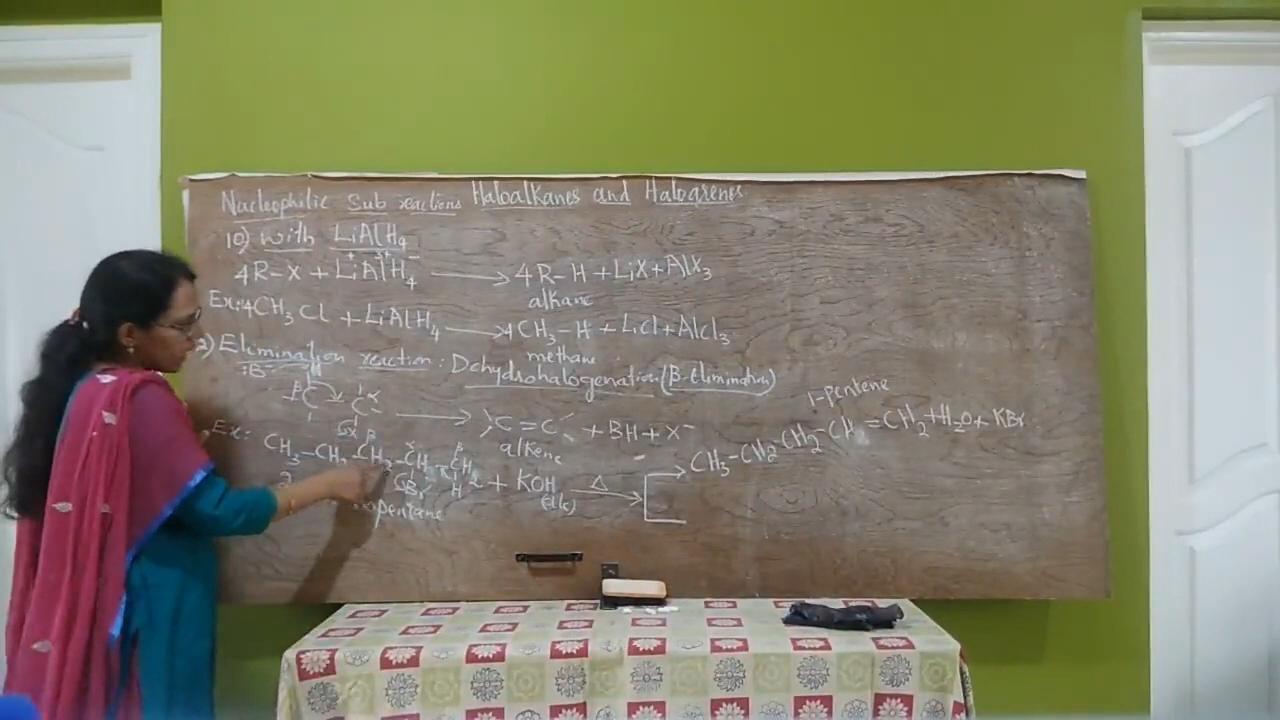 Nucleophilic Sub reactions Haloalkanes and Haloarenes
10) with LiAlH4
4R-X + LiAlH4 ⟶ 4R-H + LiX + AlX3
alkane
Ex: 4CH3Cl + LiAlH4 ⟶ 4CH3-H + LiCl + AlCl3
methane
2) Elimination reaction: Dehydrohalogenation (β-Elimination)
:B- H
β C C α ⟶ C=C + BH + X-
alkene
1-pentene
Ex: CH3-CH2-CH2-CH-CH2 + KOH (alc) Δ ⟶ CH3-CH2-CH2-CH=CH2 + H2O + KBr
β α β
Br H
2 pentane